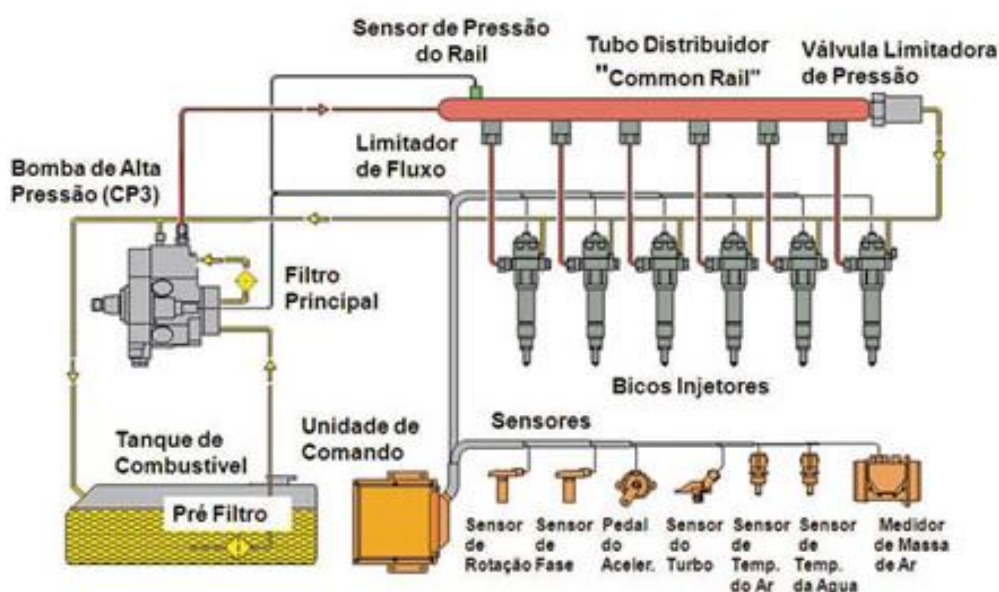 Sensor de Pressão
do Rail
Tubo Distribuidor
"Common Rail"
Válvula Limitadora
de Pressão
Limitador
de Fluxo
Bomba de Alta
Pressão (CP3)
Filtro
Principal
Bicos Injetores
Tanque de
Combustível
Pré Filtro
Unidade de
Comando
Sensores
Sensor
de
Rotação
Sensor
de
Fase
Pedal
do
Aceler.
Sensor
do
Turbo
Sensor
de
Temp.
do Ar
Sensor
de
Temp.
da Agua
Medidor
de Massa
de Ar